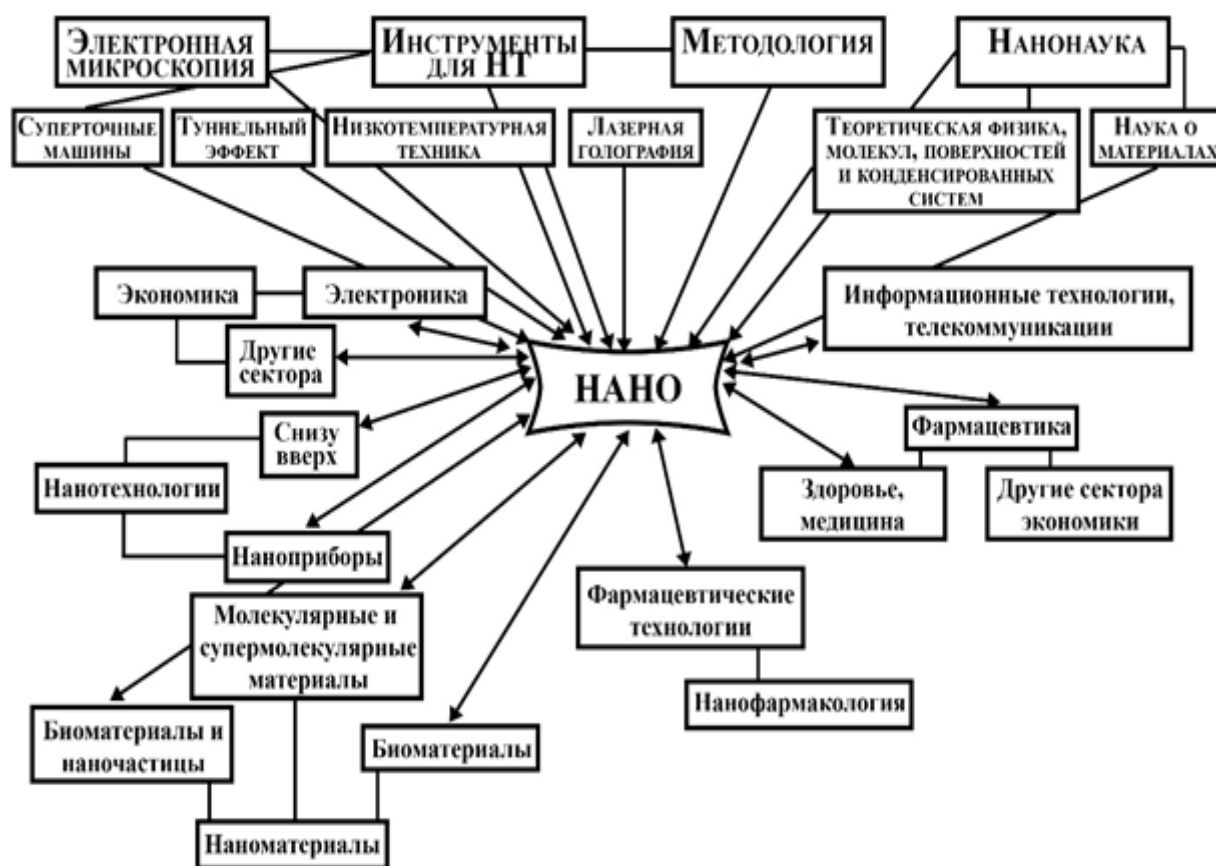 Электронная
микроскопия
Инструменты
для НТ
Методология
Нанонаука
Суперточные
машины
Туннельный
эффект
Низкотемпературная
техника
Лазерная
голография
Теоретическая физика,
молекул, поверхностей
и конденсированных
систем
Наука о
материалах
Экономика
Электроника
Информационные технологии,
телекоммуникации
Другие
сектора
НАНО
Снизу
вверх
Фармацевтика
Нанотехнологии
Здоровье,
медицина
Другие сектора
экономики
Наноприборы
Фармацевтические
технологии
Молекулярные и
супермолекулярные
материалы
Нанофармакология
Биоматериалы и
наночастицы
Биоматериалы
Наноматериалы